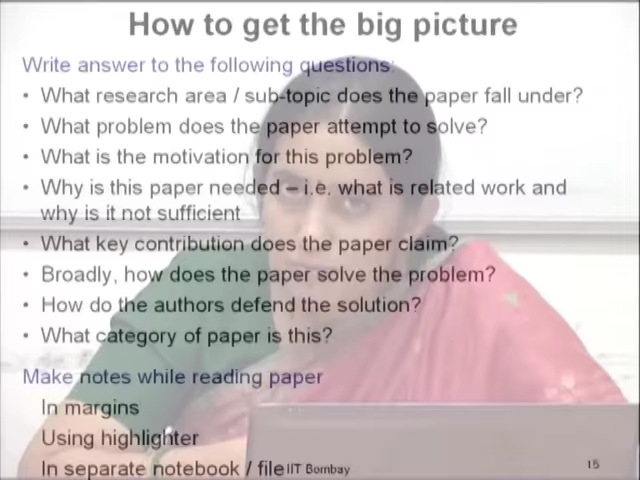 How to get the big picture
Write answer to the following questions:
• What research area / sub-topic does the paper fall under?
• What problem does the paper attempt to solve?
• What is the motivation for this problem?
• Why is this paper needed – i.e. what is related work and
why is it not sufficient
• What key contribution does the paper claim?
• Broadly, how does the paper solve the problem?
• How do the authors defend the solution?
• What category of paper is this?
Make notes while reading paper
In margins
Using highlighter
In separate notebook / file
IIT Bombay
15